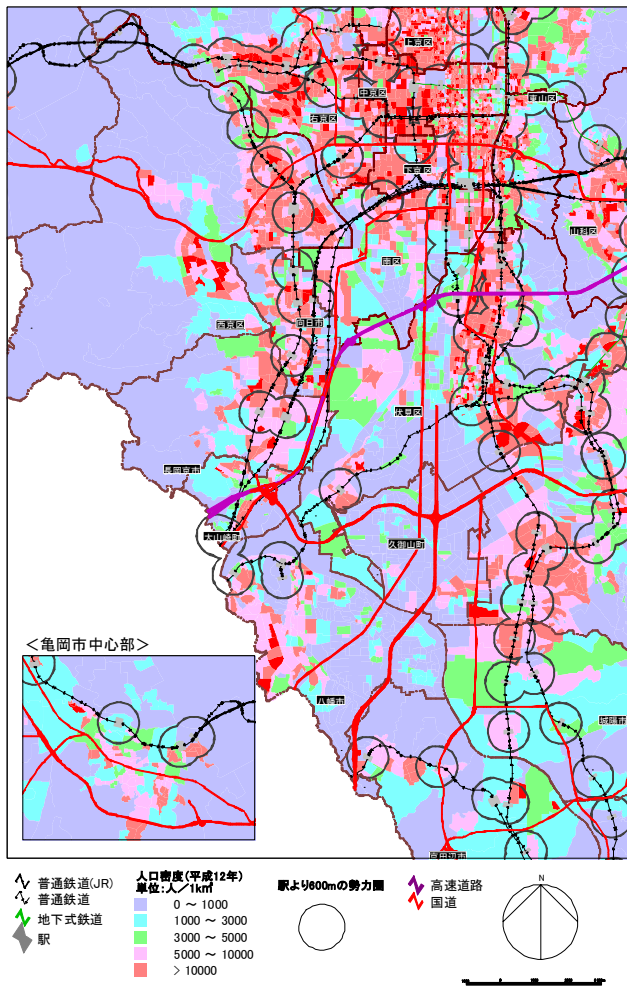 上京区
中京区
東山区
右京区
下京区
山科区
南区
西京区
向日市
伏見区
長岡京市
大山崎町
久御山町
<亀岡市中心部>
八幡市
城陽市
京田辺市
普通鉄道(JR)
普通鉄道
地下式鉄道
駅
人口密度(平成12年)
単位:人/1km²
0 ～ 1000
1000 ～ 3000
3000 ～ 5000
5000 ～ 10000
> 10000
駅より600mの勢力圏
高速道路
国道
N